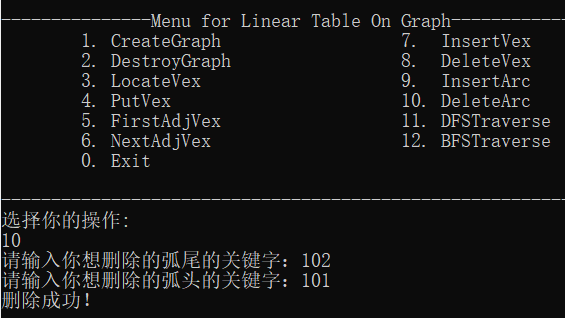 ---------------Menu for Linear Table On Graph------------
1. CreateGraph 7. InsertVex
2. DestroyGraph 8. DeleteVex
3. LocateVex 9. InsertArc
4. PutVex 10. DeleteArc
5. FirstAdjVex 11. DFSTraverse
6. NextAdjVex 12. BFSTraverse
0. Exit
---------------------------------------------------------
选择你的操作:
10
请输入你想删除的弧尾的关键字：102
请输入你想删除的弧头的关键字：101
删除成功！